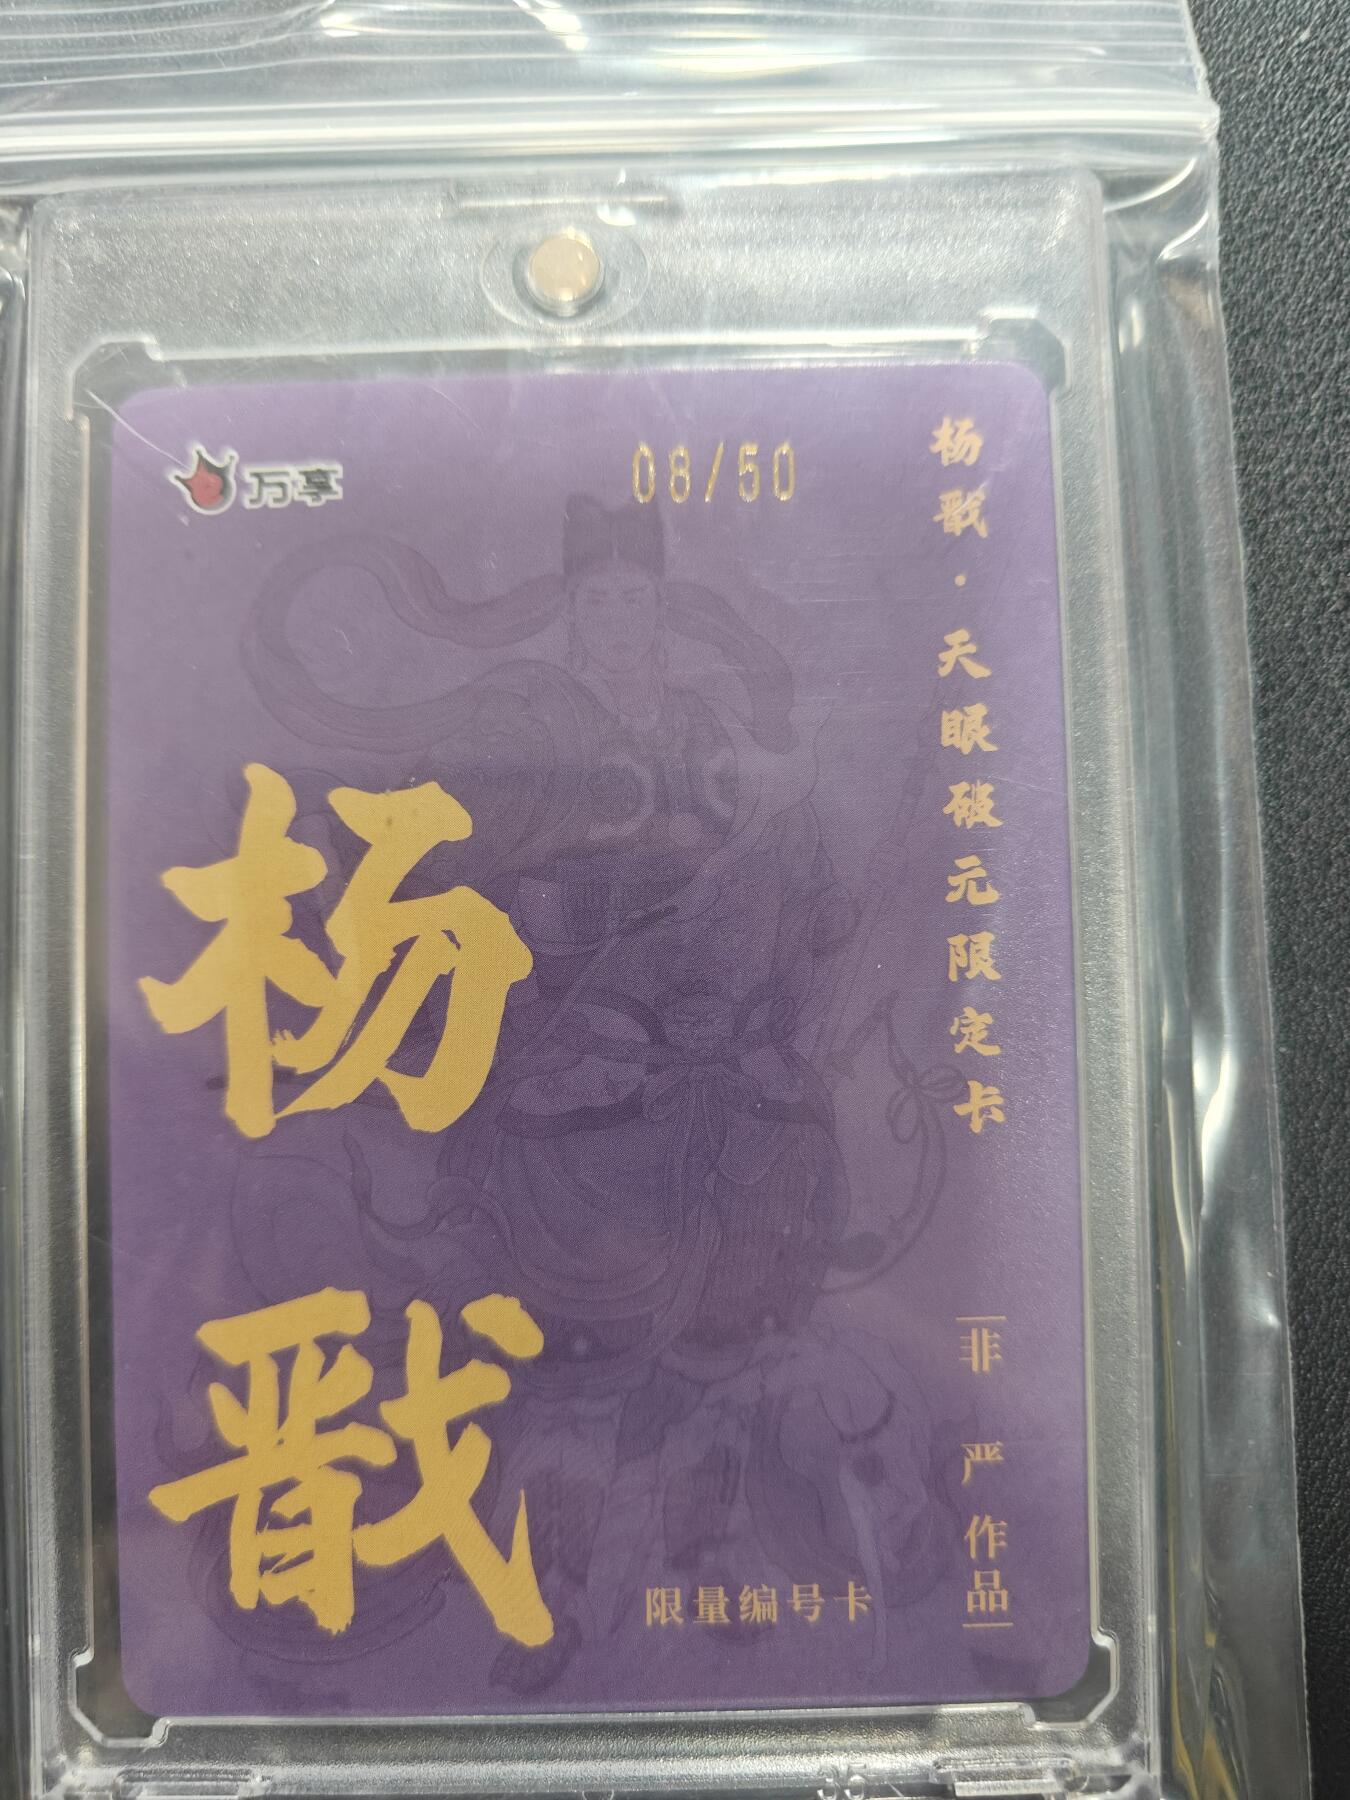 万享
08/50
杨戬·天眼破元限定卡
杨
戬
非 严 作品
限量编号卡
35